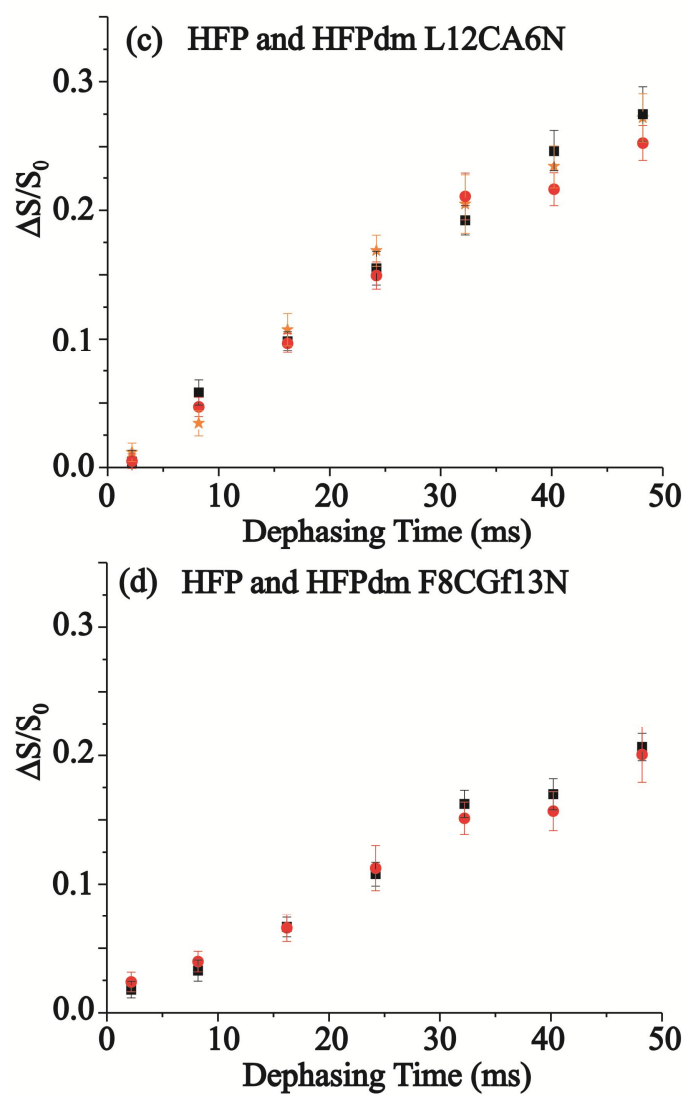 (c) HFP and HFPdm L12CA6N
0.3
0.2
0.1
0.0
ΔS/S₀
0 10 20 30 40 50
Dephasing Time (ms)
(d) HFP and HFPdm F8CGf13N
0.3
0.2
0.1
0.0
ΔS/S₀
0 10 20 30 40 50
Dephasing Time (ms)